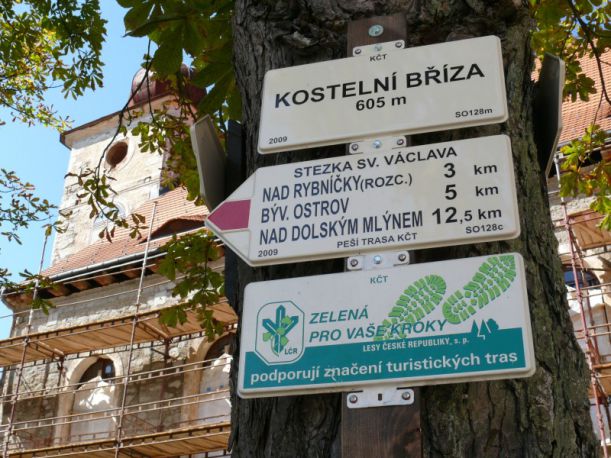 KČT
KOSTELNÍ BŘÍZA
605 m
2009
SO128m
STEZKA SV. VÁCLAVA
NAD RYBNÍČKY (ROZC.) 3 km
BÝV. OSTROV 5 km
NAD DOLSKÝM MLÝNEM 12,5 km
2009 PEŠÍ TRASA KČT SO128c
KČT
ZELENÁ
PRO VAŠE KROKY
LČR
LESY ČESKÉ REPUBLIKY, s. p.
podporují značení turistických tras